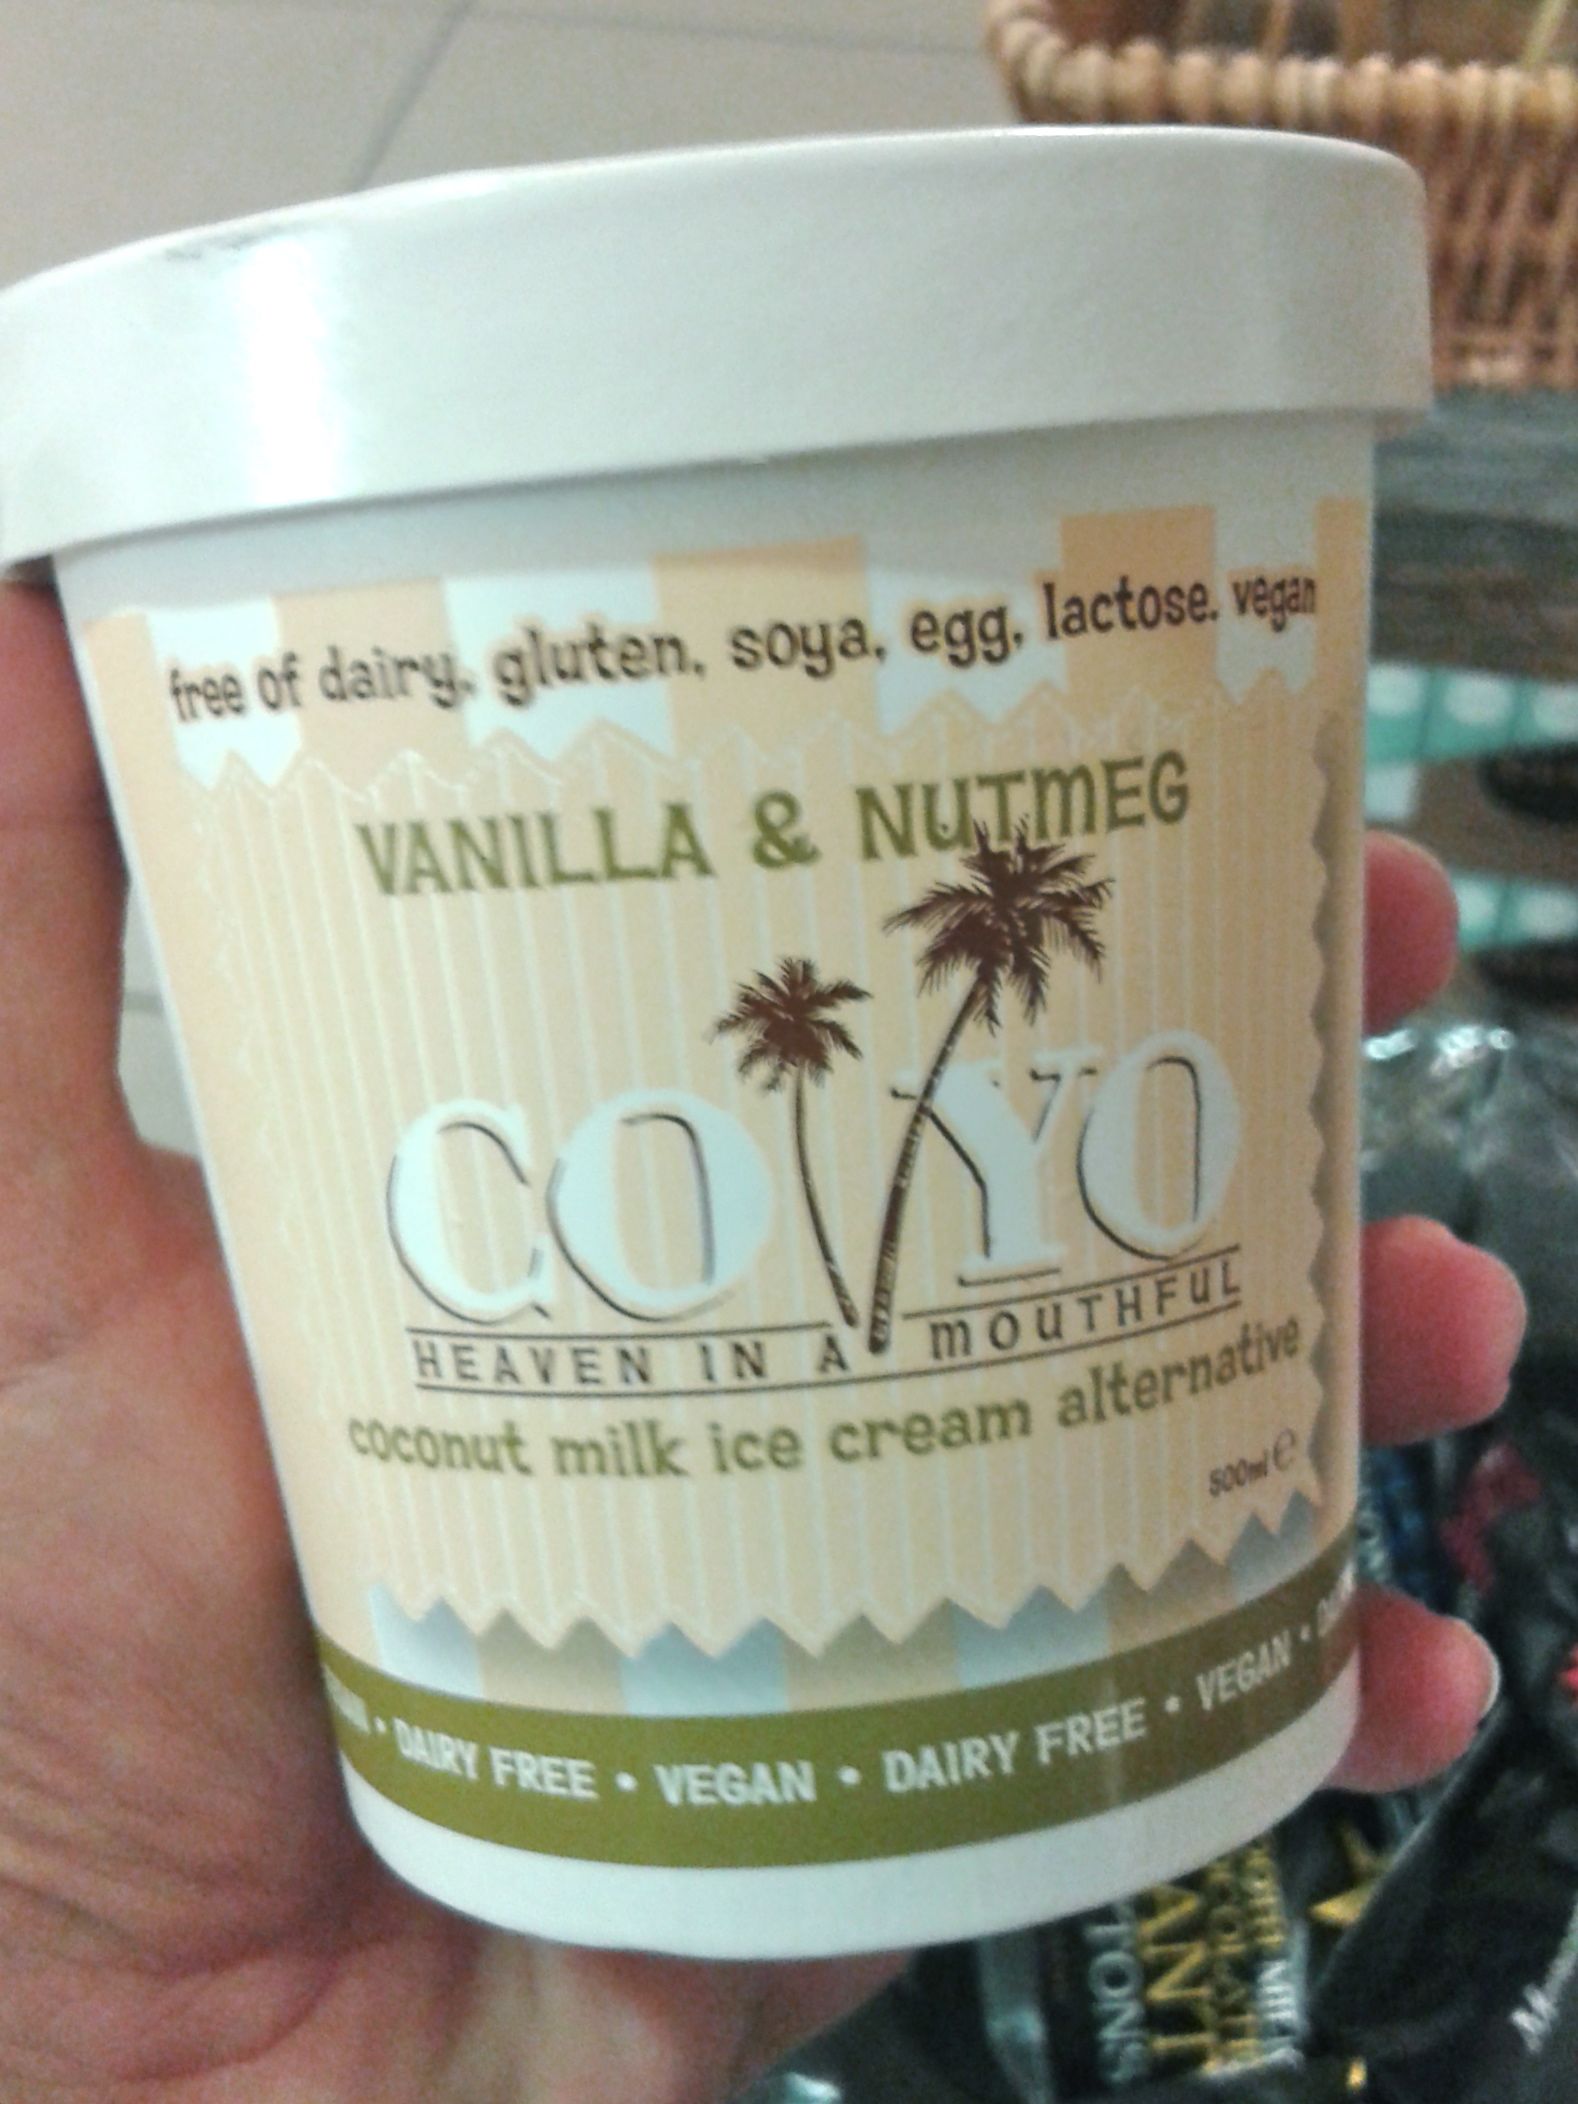 free of dairy, gluten, soya, egg, lactose. vegan
VANILLA & NUTMEG
COYO
HEAVEN IN A MOUTHFUL
coconut milk ice cream alternative
500ml ℮
• DAIRY FREE • VEGAN • DAIRY FREE • VEGAN •